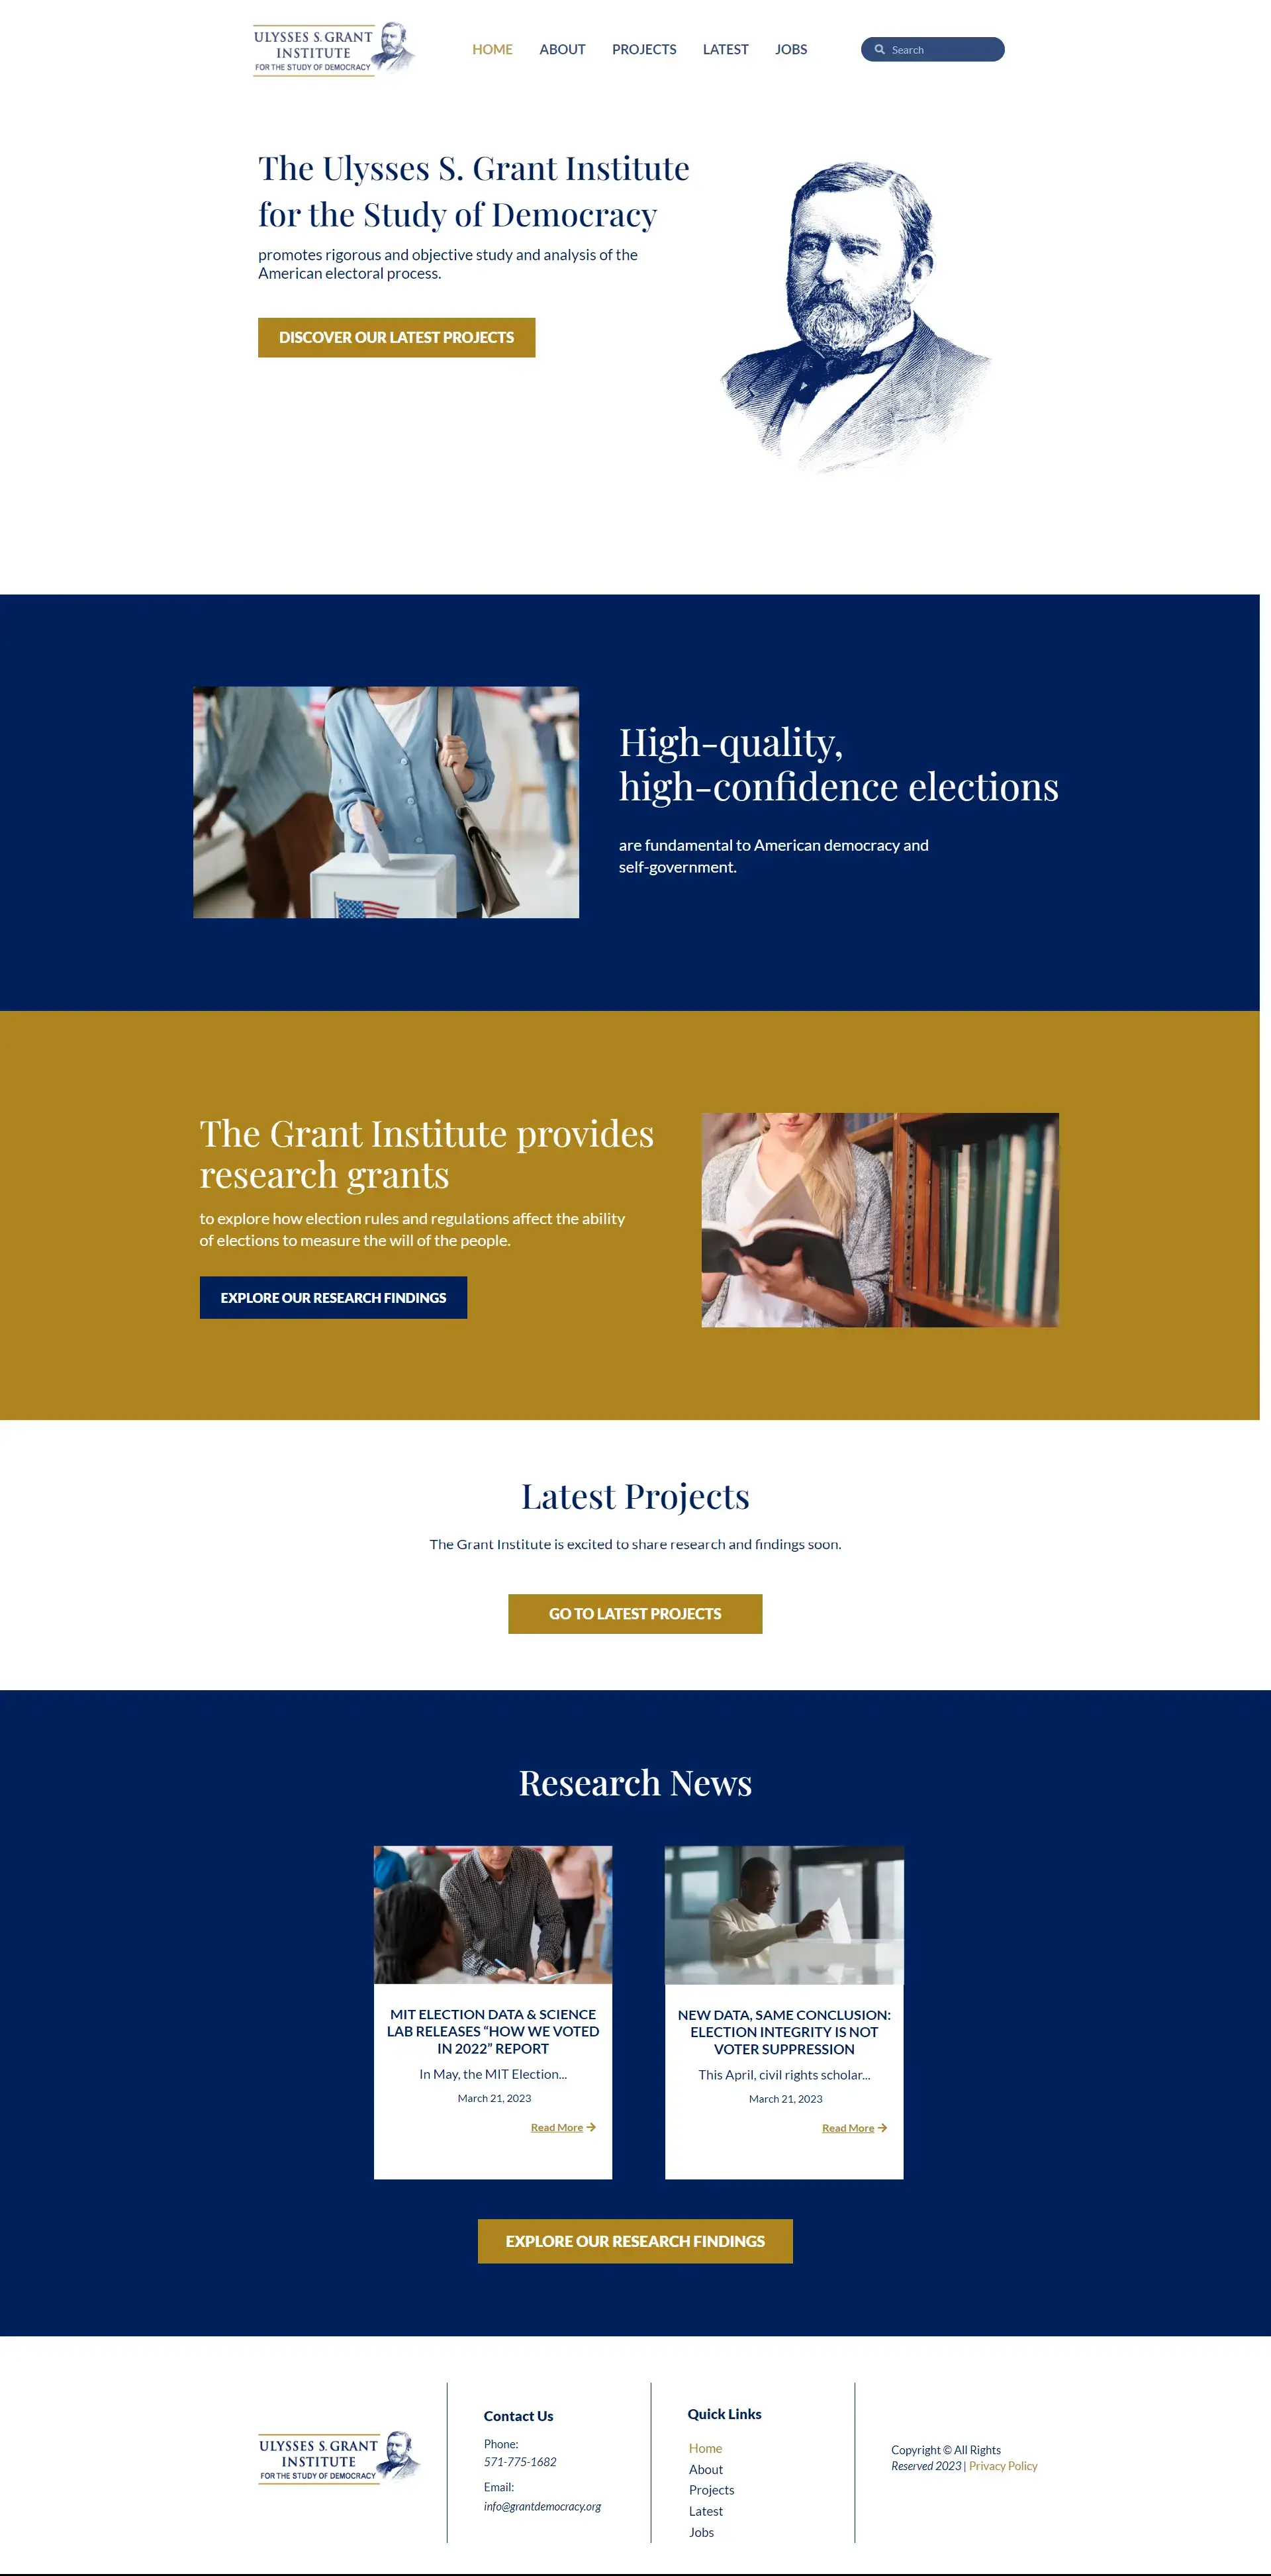 ULYSSES S. GRANT
INSTITUTE
FOR THE STUDY OF DEMOCRACY
HOME
ABOUT
PROJECTS
LATEST
JOBS
Search
The Ulysses S. Grant Institute
for the Study of Democracy
promotes rigorous and objective study and analysis of the
American electoral process.
DISCOVER OUR LATEST PROJECTS
High-quality,
high-confidence elections
are fundamental to American democracy and
self-government.
The Grant Institute provides
research grants
to explore how election rules and regulations affect the ability
of elections to measure the will of the people.
EXPLORE OUR RESEARCH FINDINGS
Latest Projects
The Grant Institute is excited to share research and findings soon.
GO TO LATEST PROJECTS
Research News
MIT ELECTION DATA & SCIENCE
LAB RELEASES “HOW WE VOTED
IN 2022” REPORT
In May, the MIT Election...
March 21, 2023
Read More
NEW DATA, SAME CONCLUSION:
ELECTION INTEGRITY IS NOT
VOTER SUPPRESSION
This April, civil rights scholar...
March 21, 2023
Read More
EXPLORE OUR RESEARCH FINDINGS
ULYSSES S. GRANT
INSTITUTE
FOR THE STUDY OF DEMOCRACY
Contact Us
Phone:
571-775-1682
Email:
info@grantdemocracy.org
Quick Links
Home
About
Projects
Latest
Jobs
Copyright © All Rights
Reserved 2023 | Privacy Policy